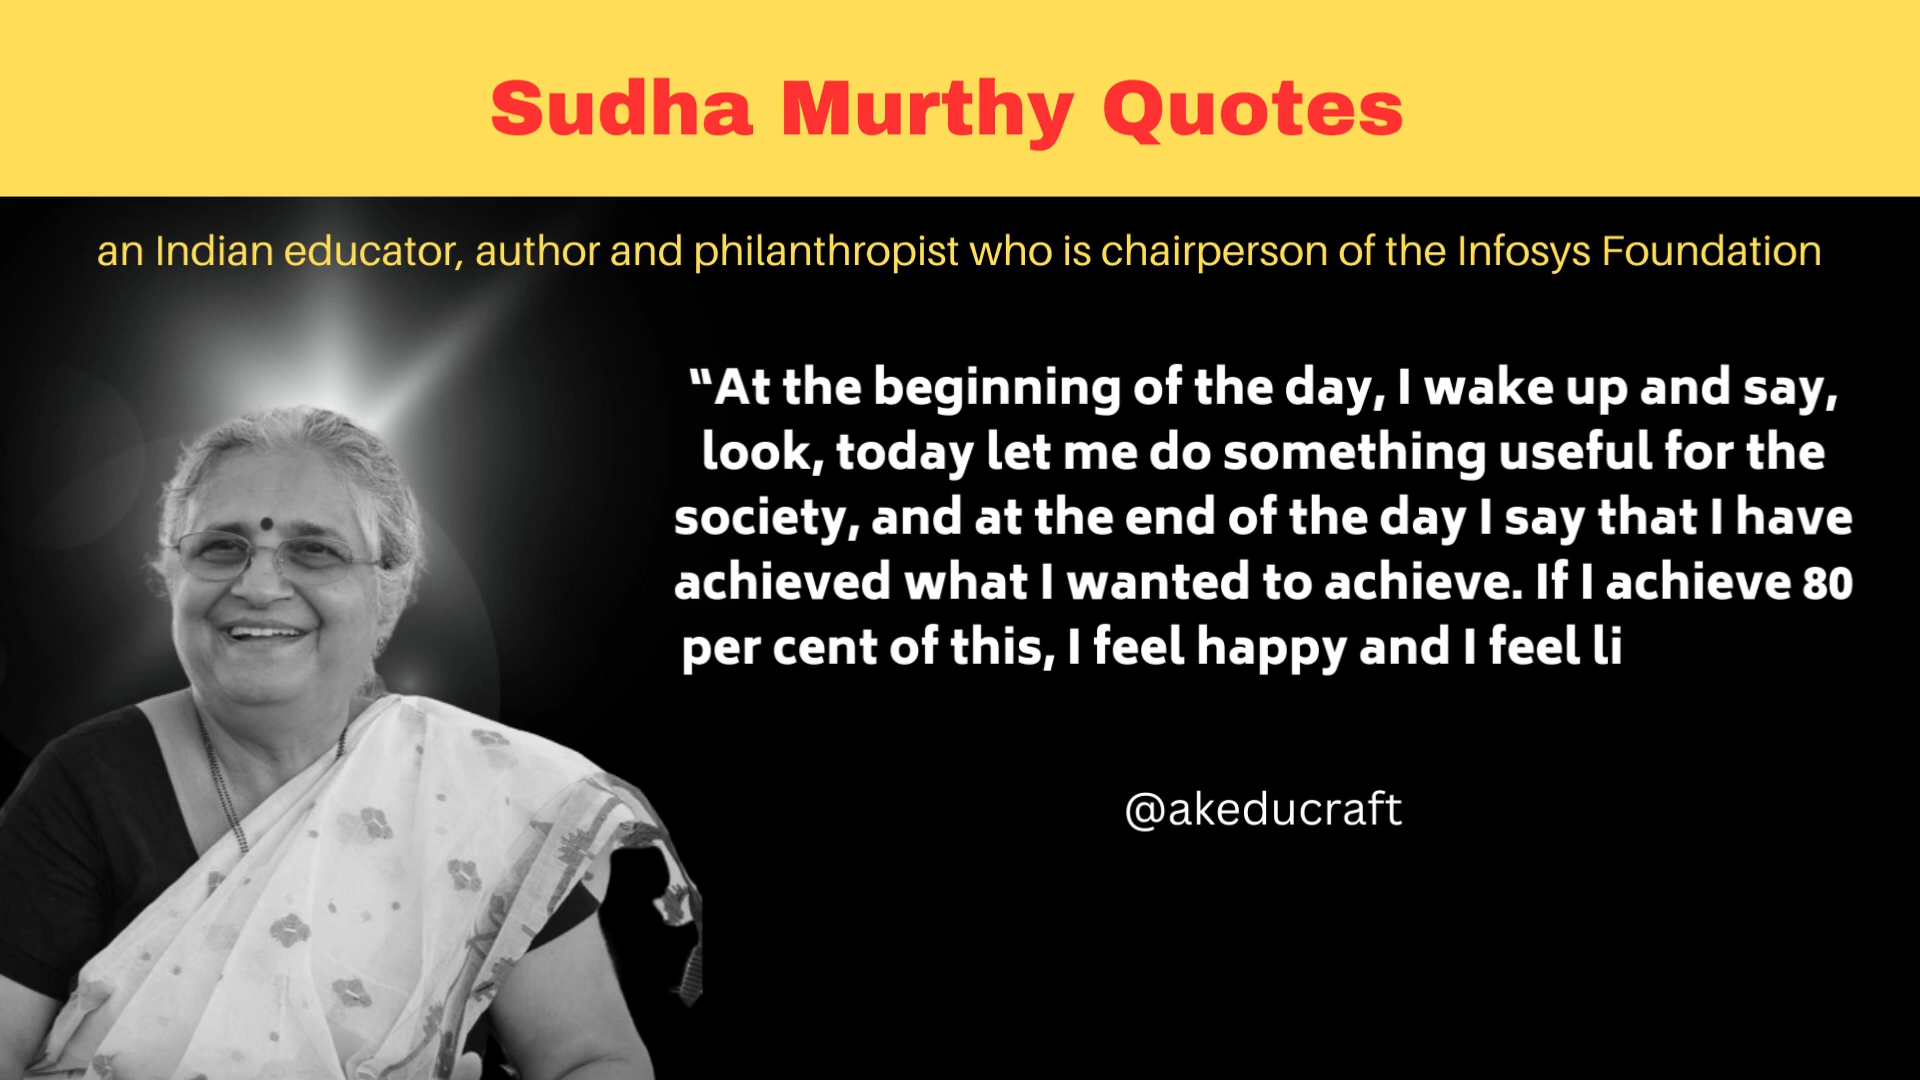 Sudha Murthy Quotes
an Indian educator, author and philanthropist who is chairperson of the Infosys Foundation
“At the beginning of the day, I wake up and say,
look, today let me do something useful for the
society, and at the end of the day I say that I have
achieved what I wanted to achieve. If I achieve 80
per cent of this, I feel happy and I feel li
@akeducraft